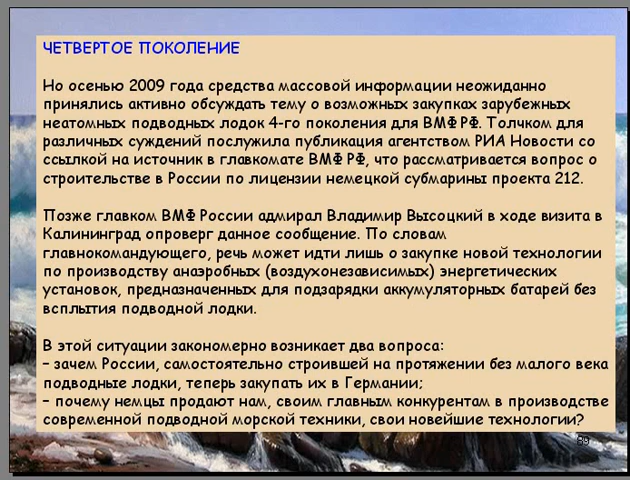 ЧЕТВЕРТОЕ ПОКОЛЕНИЕ
Но осенью 2009 года средства массовой информации неожиданно
принялись активно обсуждать тему о возможных закупках зарубежных
неатомных подводных лодок 4-го поколения для ВМФ РФ. Толчком для
различных суждений послужила публикация агентством РИА Новости со
ссылкой на источник в главкомате ВМФ РФ, что рассматривается вопрос о
строительстве в России по лицензии немецкой субмарины проекта 212.
Позже главком ВМФ России адмирал Владимир Высоцкий в ходе визита в
Калининград опроверг данное сообщение. По словам
главнокомандующего, речь может идти лишь о закупке новой технологии
по производству анаэробных (воздухонезависимых) энергетических
установок, предназначенных для подзарядки аккумуляторных батарей без
всплытия подводной лодки.
В этой ситуации закономерно возникает два вопроса:
– зачем России, самостоятельно строившей на протяжении без малого века
подводные лодки, теперь закупать их в Германии;
– почему немцы продают нам, своим главным конкурентам в производстве
современной подводной морской техники, свои новейшие технологии?